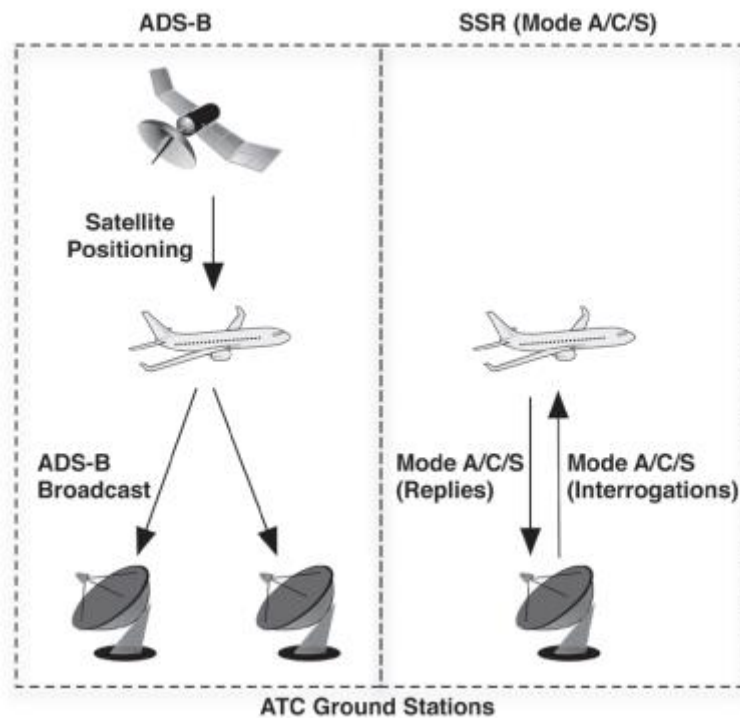 ADS-B
SSR (Mode A/C/S)
Satellite
Positioning
ADS-B
Broadcast
Mode A/C/S
(Replies)
Mode A/C/S
(Interrogations)
ATC Ground Stations